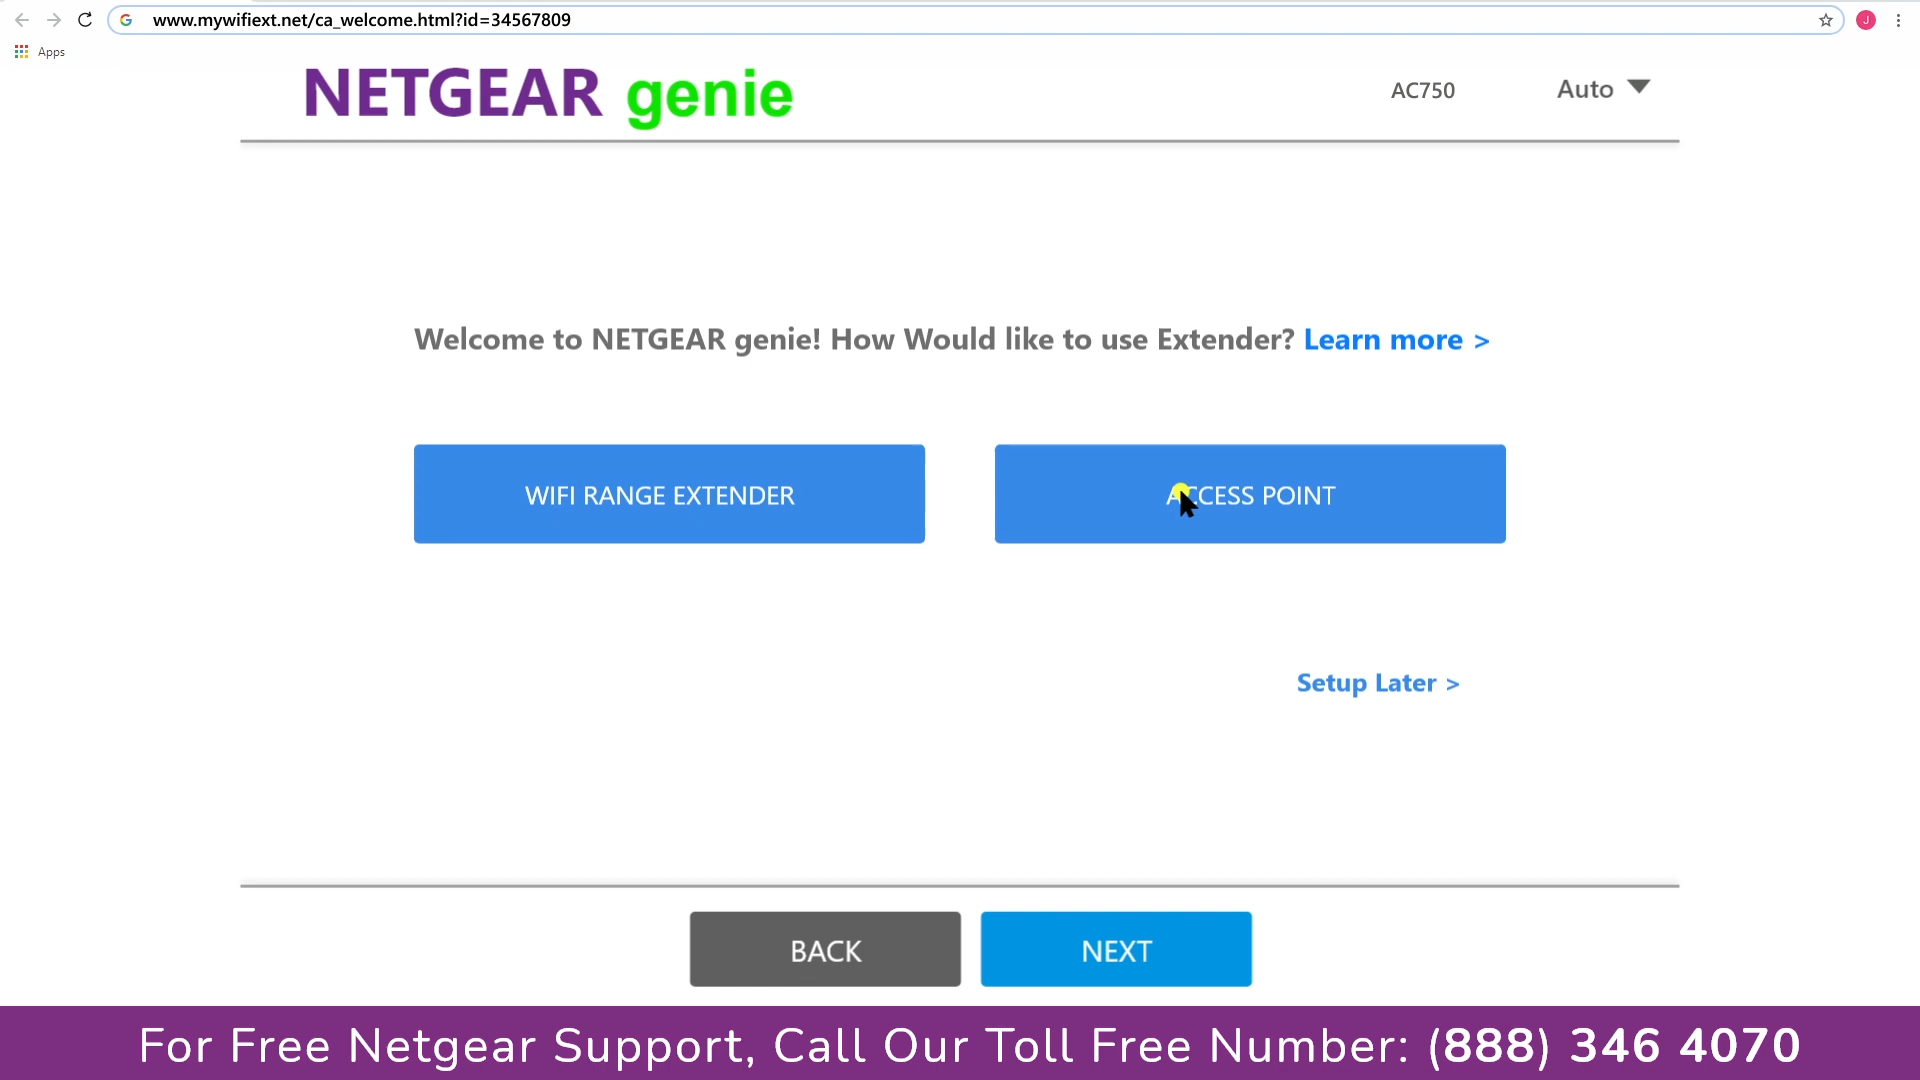 www.mywifiext.net/ca_welcome.html?id=34567809
J
Apps
NETGEAR genie
AC750
Auto
Welcome to NETGEAR genie! How Would like to use Extender? Learn more >
WIFI RANGE EXTENDER
ACCESS POINT
Setup Later >
BACK
NEXT
For Free Netgear Support, Call Our Toll Free Number: (888) 346 4070